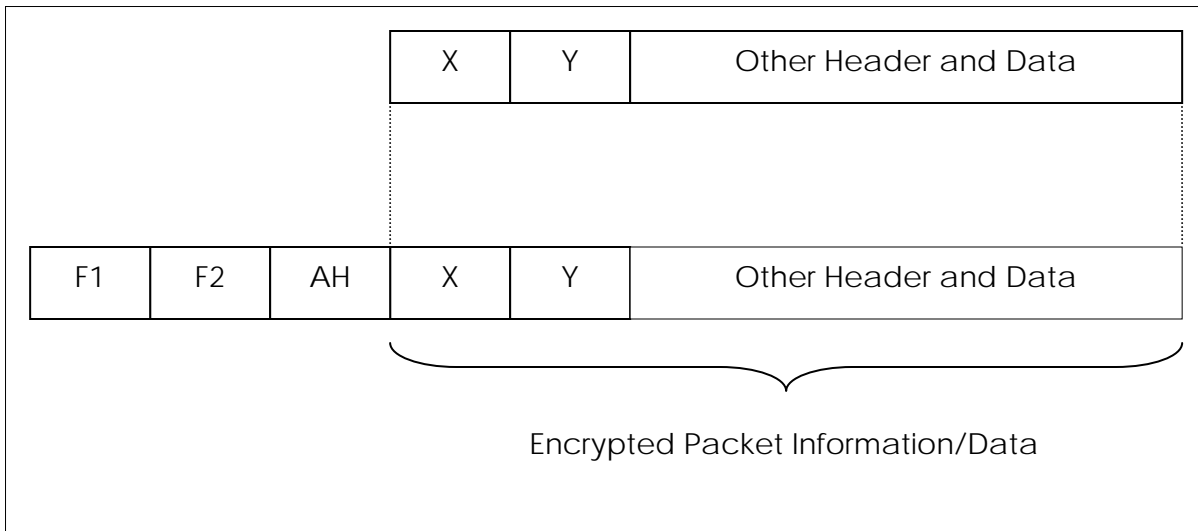 X Y Other Header and Data
F1 F2 AH X Y Other Header and Data
Encrypted Packet Information/Data